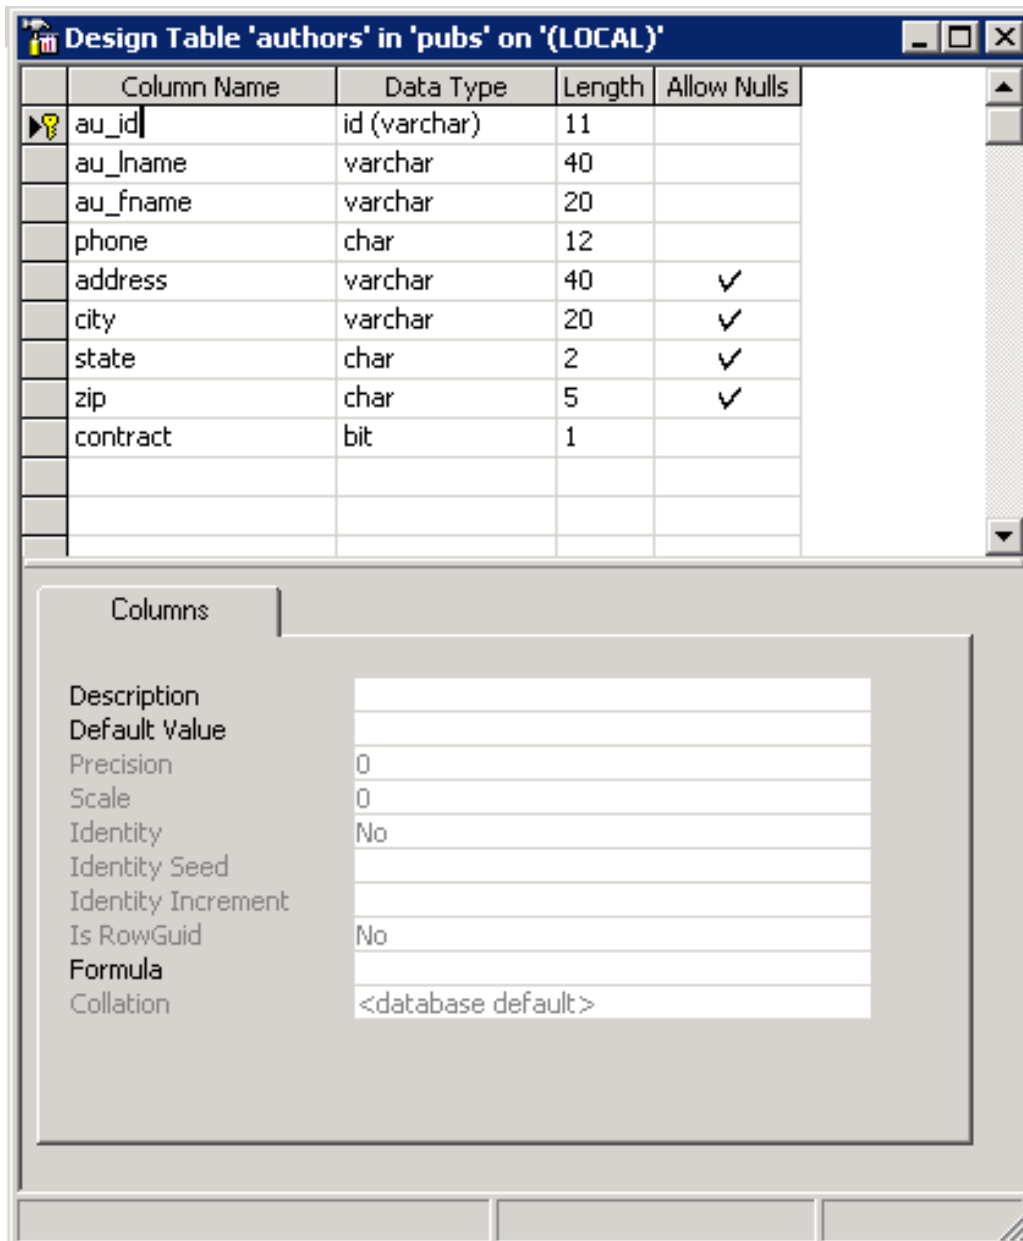 Design Table 'authors' in 'pubs' on '(LOCAL)'
Column Name Data Type Length Allow Nulls
au_id id (varchar) 11
au_lname varchar 40
au_fname varchar 20
phone char 12
address varchar 40
city varchar 20
state char 2
zip char 5
contract bit 1
Columns
Description
Default Value
Precision 0
Scale 0
Identity No
Identity Seed
Identity Increment
Is RowGuid No
Formula
Collation <database default>